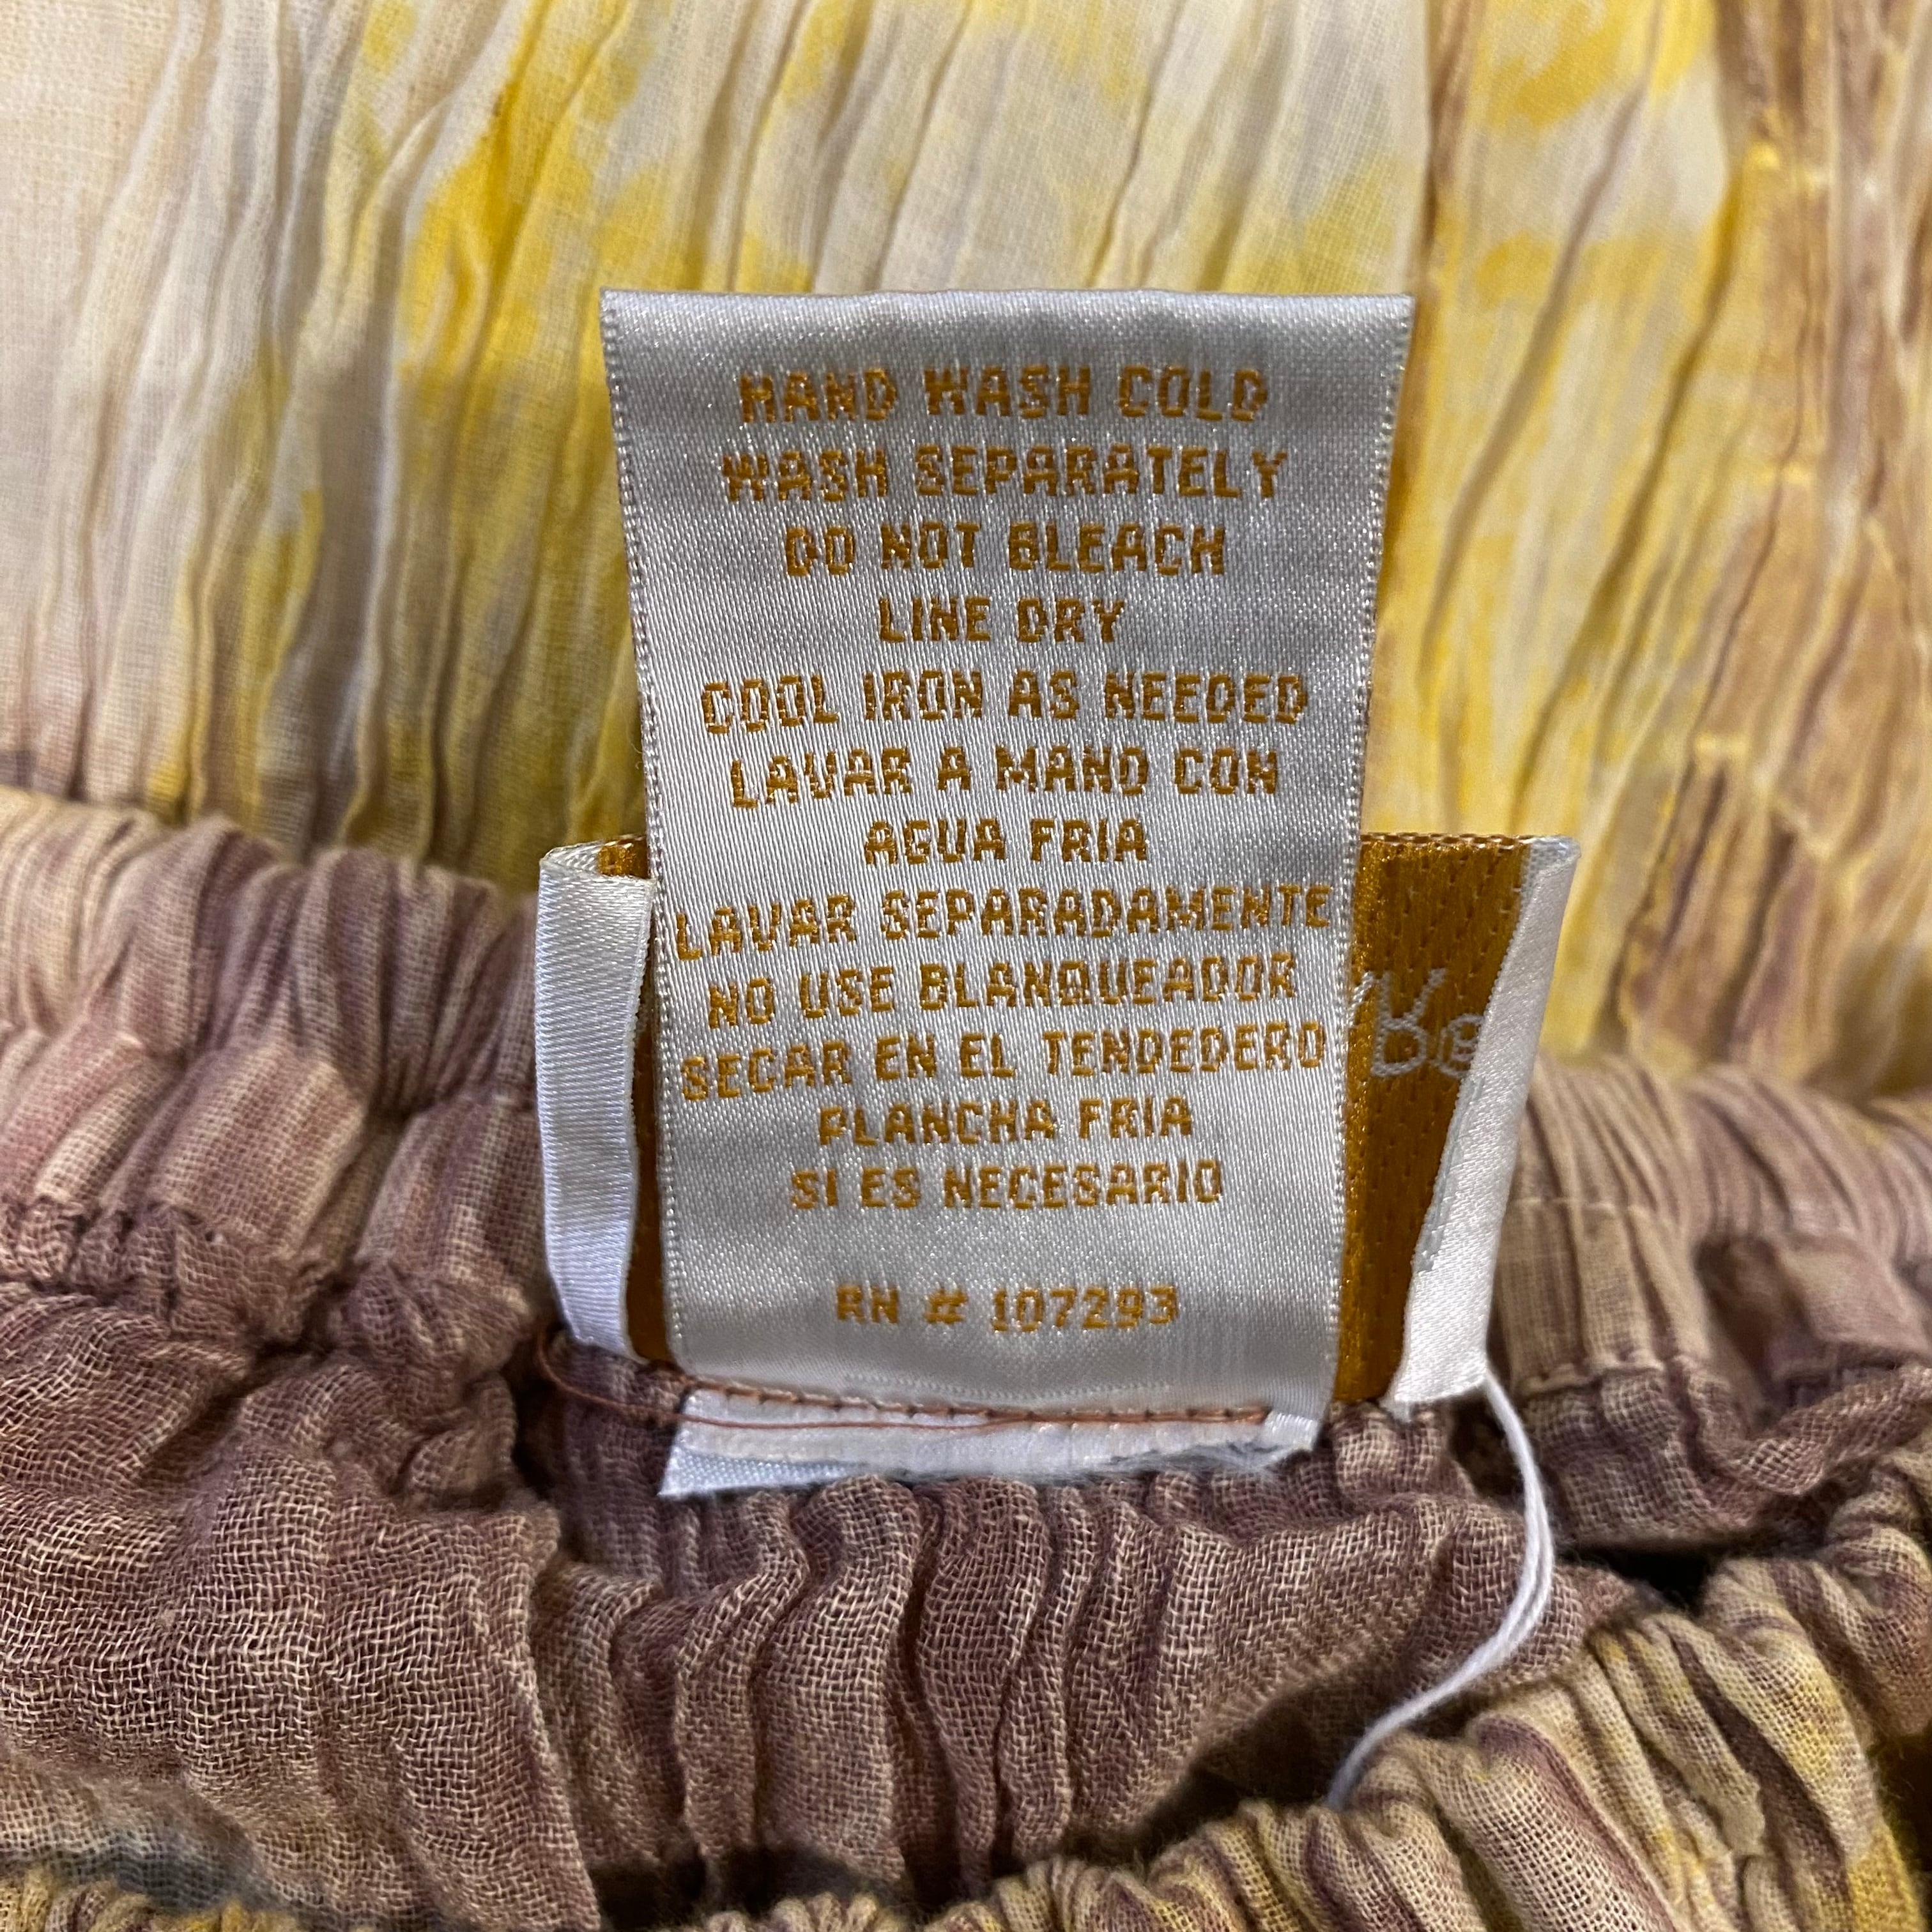 HAND WASH COLD
WASH SEPARATELY
DO NOT BLEACH
LINE DRY
COOL IRON AS NEEDED
LAVAR A MANO CON
AGUA FRIA
LAVAR SEPARADAMENTE
NO USE BLANQUEADOR
SECAR EN EL TENDEDERO
PLANCHA FRIA
SI ES NECESARIO
RN # 107293